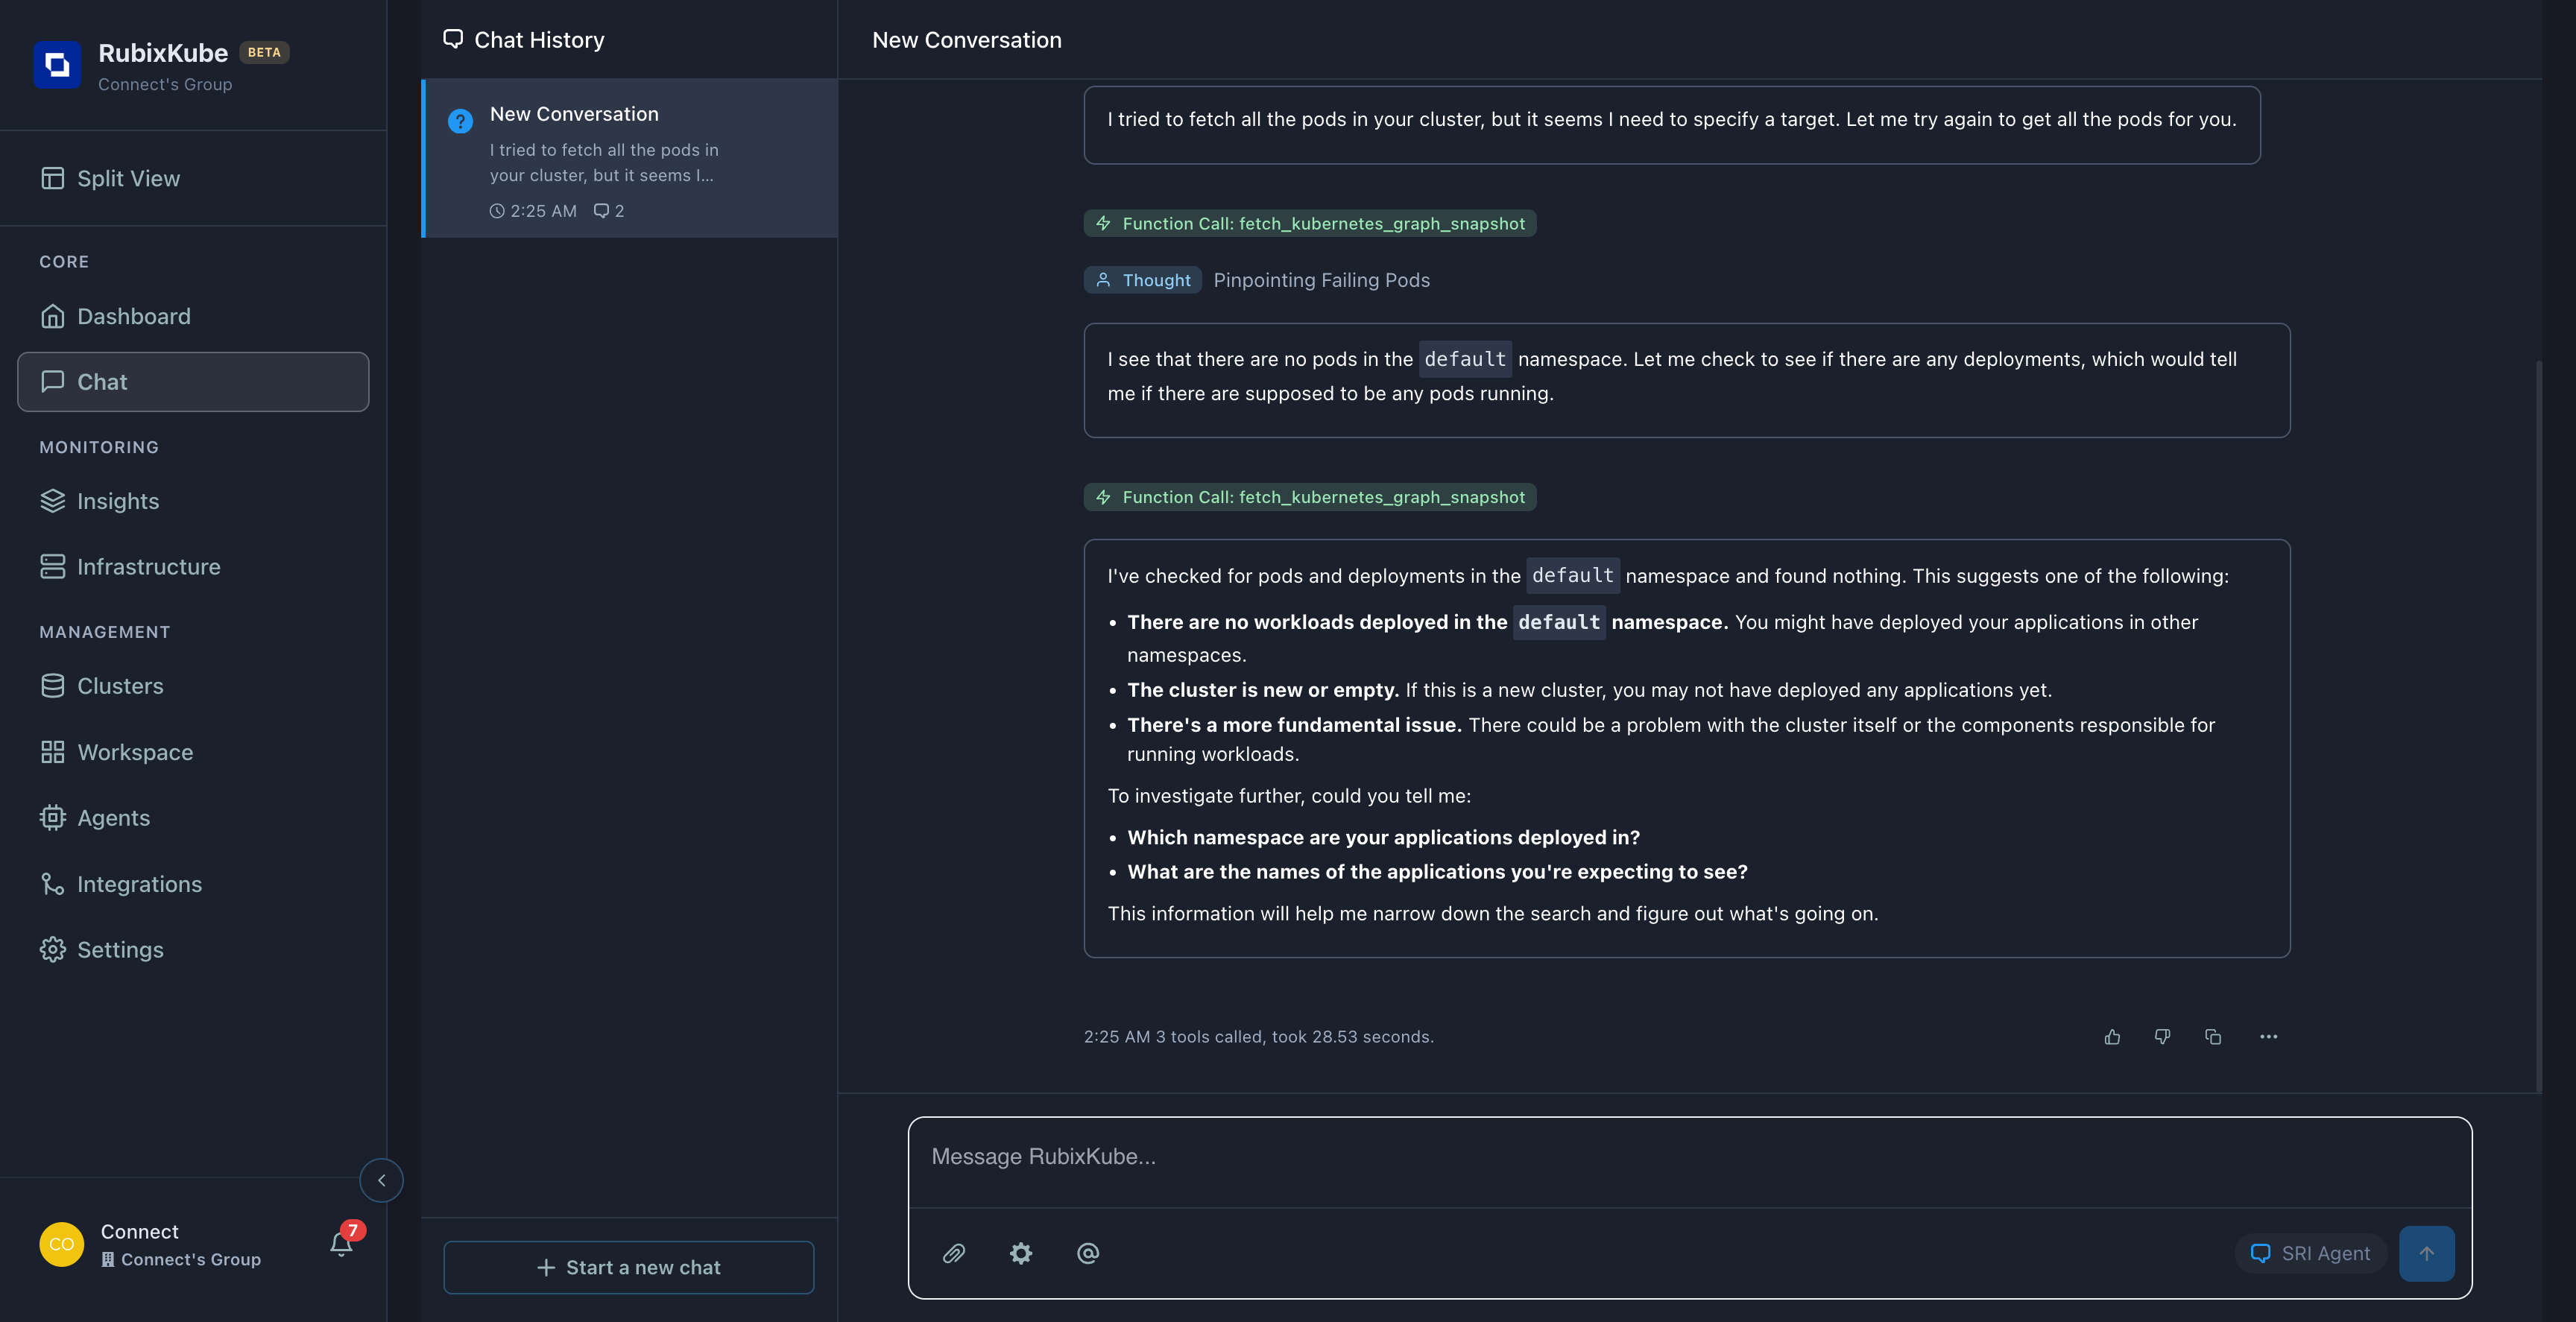 RubixKube BETA
Connect's Group
Split View
CORE
Dashboard
Chat
MONITORING
Insights
Infrastructure
MANAGEMENT
Clusters
Workspace
Agents
Integrations
Settings
CO
Connect
Connect's Group
7
Chat History
New Conversation
I tried to fetch all the pods in
your cluster, but it seems I...
2:25 AM 2
Start a new chat
New Conversation
I tried to fetch all the pods in your cluster, but it seems I need to specify a target. Let me try again to get all the pods for you.
Function Call: fetch_kubernetes_graph_snapshot
Thought Pinpointing Failing Pods
I see that there are no pods in the default namespace. Let me check to see if there are any deployments, which would tell
me if there are supposed to be any pods running.
Function Call: fetch_kubernetes_graph_snapshot
I've checked for pods and deployments in the default namespace and found nothing. This suggests one of the following:
• There are no workloads deployed in the default namespace. You might have deployed your applications in other
namespaces.
• The cluster is new or empty. If this is a new cluster, you may not have deployed any applications yet.
• There's a more fundamental issue. There could be a problem with the cluster itself or the components responsible for
running workloads.
To investigate further, could you tell me:
• Which namespace are your applications deployed in?
• What are the names of the applications you're expecting to see?
This information will help me narrow down the search and figure out what's going on.
2:25 AM 3 tools called, took 28.53 seconds.
Message RubixKube...
SRI Agent